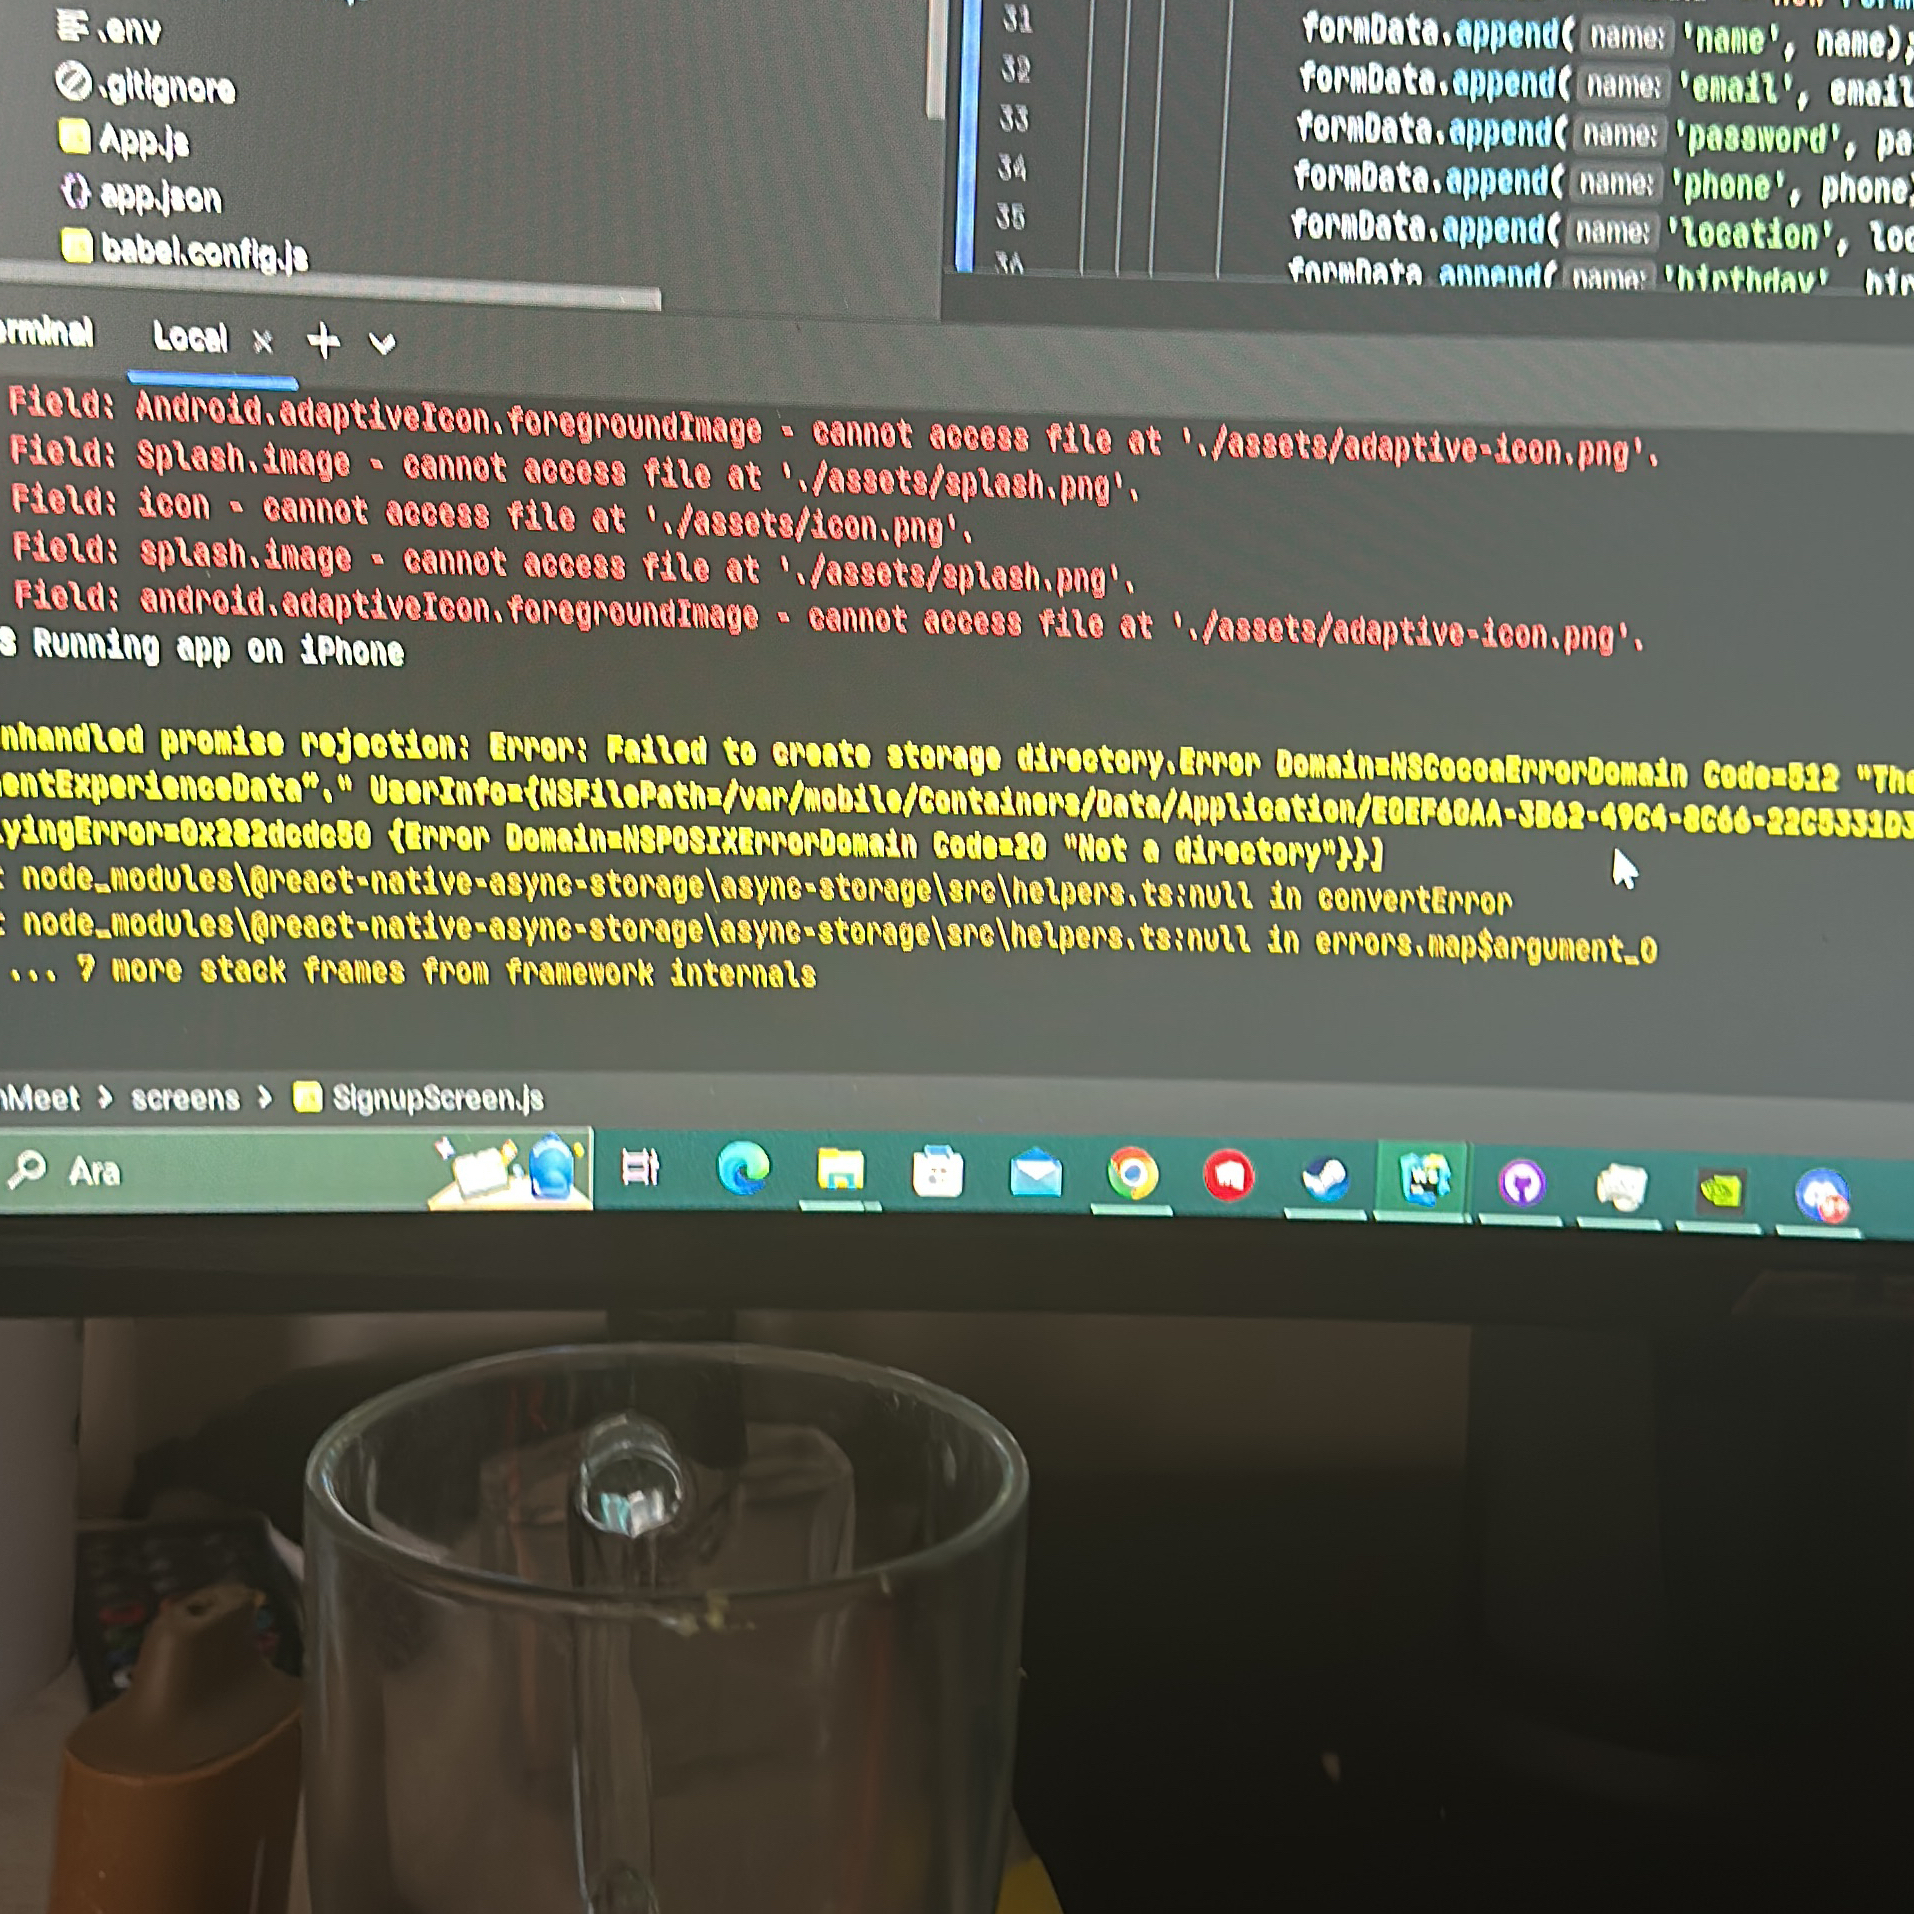 .env
.gitignore
App.js
{} app.json
babel.config.js
31 formData.append( name: 'name', name);
32 formData.append( name: 'email', email
33 formData.append( name: 'password', pa
34 formData.append( name: 'phone', phone)
35 formData.append( name: 'location', loc
36 formData.append( name: 'birthday', bir
erminal Local × + ⌄
Field: Android.adaptiveIcon.foregroundImage - cannot access file at './assets/adaptive-icon.png'.
Field: Splash.image - cannot access file at './assets/splash.png'.
Field: icon - cannot access file at './assets/icon.png'.
Field: splash.image - cannot access file at './assets/splash.png'.
Field: android.adaptiveIcon.foregroundImage - cannot access file at './assets/adaptive-icon.png'.
s Running app on iPhone
nhandled promise rejection: Error: Failed to create storage directory.Error Domain=NSCocoaErrorDomain Code=512 "The
entExperienceData"." UserInfo={NSFilePath=/var/mobile/Containers/Data/Application/E0EF60AA-3B62-49C4-8C66-22C5331D3
yingError=0x282dcdc50 {Error Domain=NSPOSIXErrorDomain Code=20 "Not a directory"}}]
t node_modules\@react-native-async-storage\async-storage\src\helpers.ts:null in convertError
t node_modules\@react-native-async-storage\async-storage\src\helpers.ts:null in errors.map$argument_0
... 7 more stack frames from framework internals
Meet > screens > SignupScreen.js
Ara